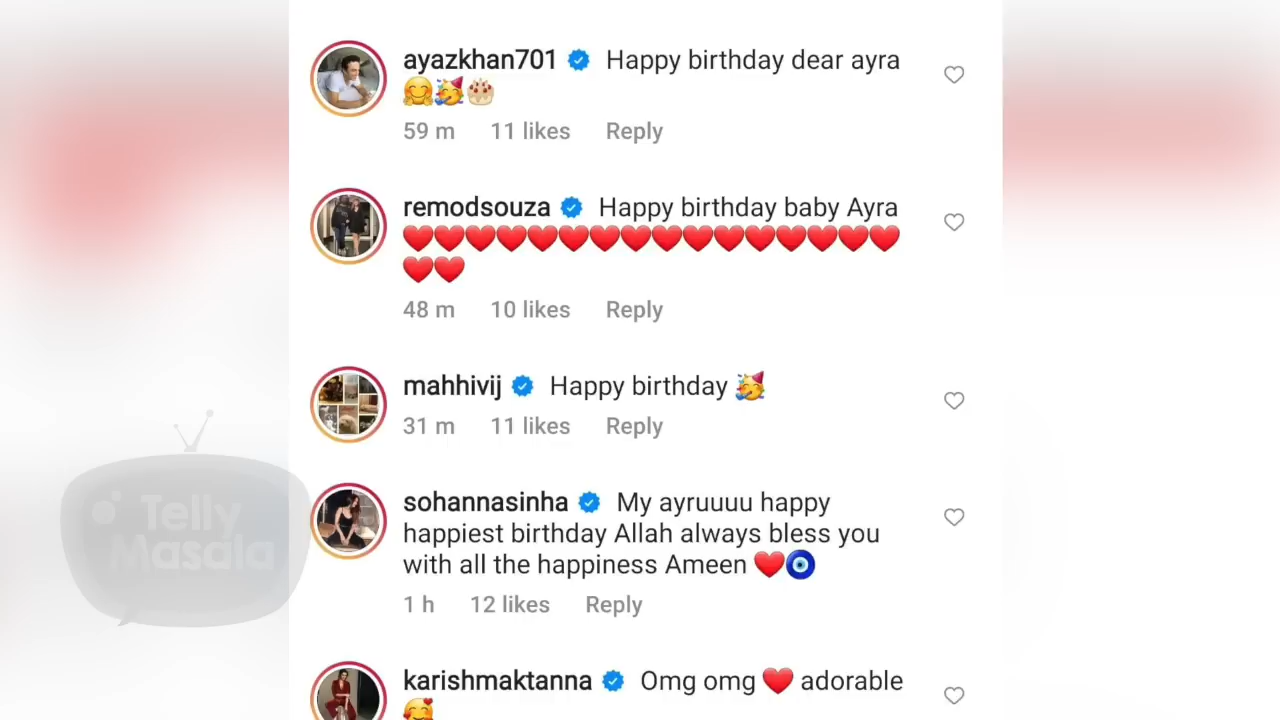 ayazkhan701 Happy birthday dear ayra
🤗🥳🎂
59 m 11 likes Reply
remodsouza Happy birthday baby Ayra
❤️❤️❤️❤️❤️❤️❤️❤️❤️❤️❤️❤️❤️❤️❤️❤️
❤️❤️
48 m 10 likes Reply
mahhivij Happy birthday 🥳
31 m 11 likes Reply
sohannasinha My ayruuuu happy
happiest birthday Allah always bless you
with all the happiness Ameen ❤️🧿
1 h 12 likes Reply
karishmaktanna Omg omg ❤️ adorable
🥰
Telly
Masala